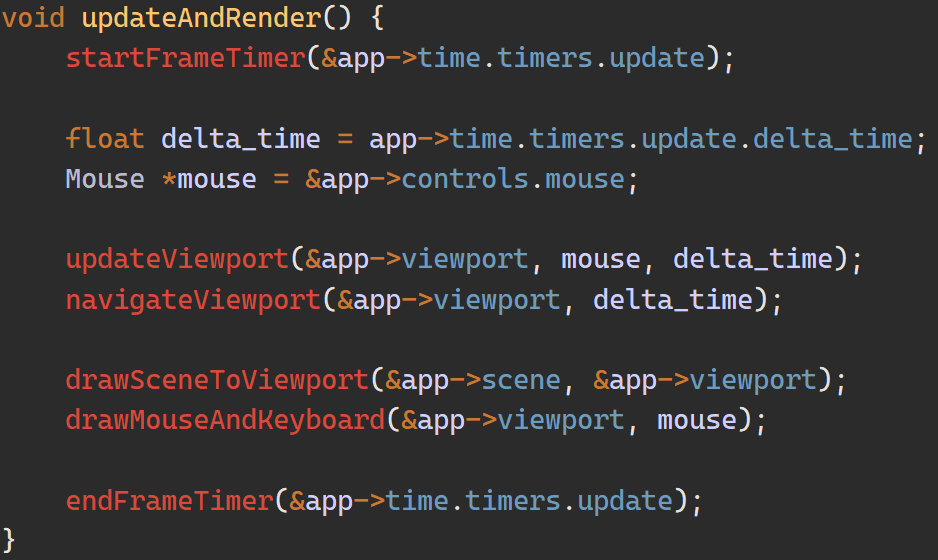 void updateAndRender() {
    startFrameTimer(&app->time.timers.update);

    float delta_time = app->time.timers.update.delta_time;
    Mouse *mouse = &app->controls.mouse;

    updateViewport(&app->viewport, mouse, delta_time);
    navigateViewport(&app->viewport, delta_time);

    drawSceneToViewport(&app->scene, &app->viewport);
    drawMouseAndKeyboard(&app->viewport, mouse);

    endFrameTimer(&app->time.timers.update);
}